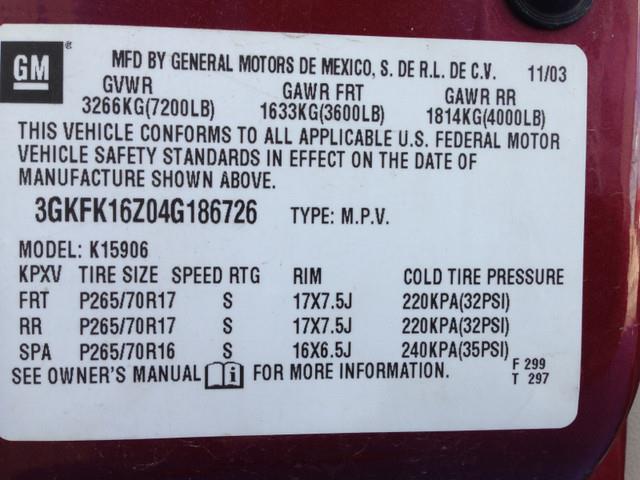 GM ®
MFD BY GENERAL MOTORS DE MEXICO, S. DE R.L. DE C.V. 11/03
GVWR GAWR FRT GAWR RR
3266KG(7200LB) 1633KG(3600LB) 1814KG(4000LB)
THIS VEHICLE CONFORMS TO ALL APPLICABLE U.S. FEDERAL MOTOR
VEHICLE SAFETY STANDARDS IN EFFECT ON THE DATE OF
MANUFACTURE SHOWN ABOVE.
3GKFK16Z04G186726 TYPE: M.P.V.
MODEL: K15906
KPXV TIRE SIZE SPEED RTG RIM COLD TIRE PRESSURE
FRT P265/70R17 S 17X7.5J 220KPA(32PSI)
RR P265/70R17 S 17X7.5J 220KPA(32PSI)
SPA P265/70R16 S 16X6.5J 240KPA(35PSI)
SEE OWNER'S MANUAL i FOR MORE INFORMATION.
F 299
T 297